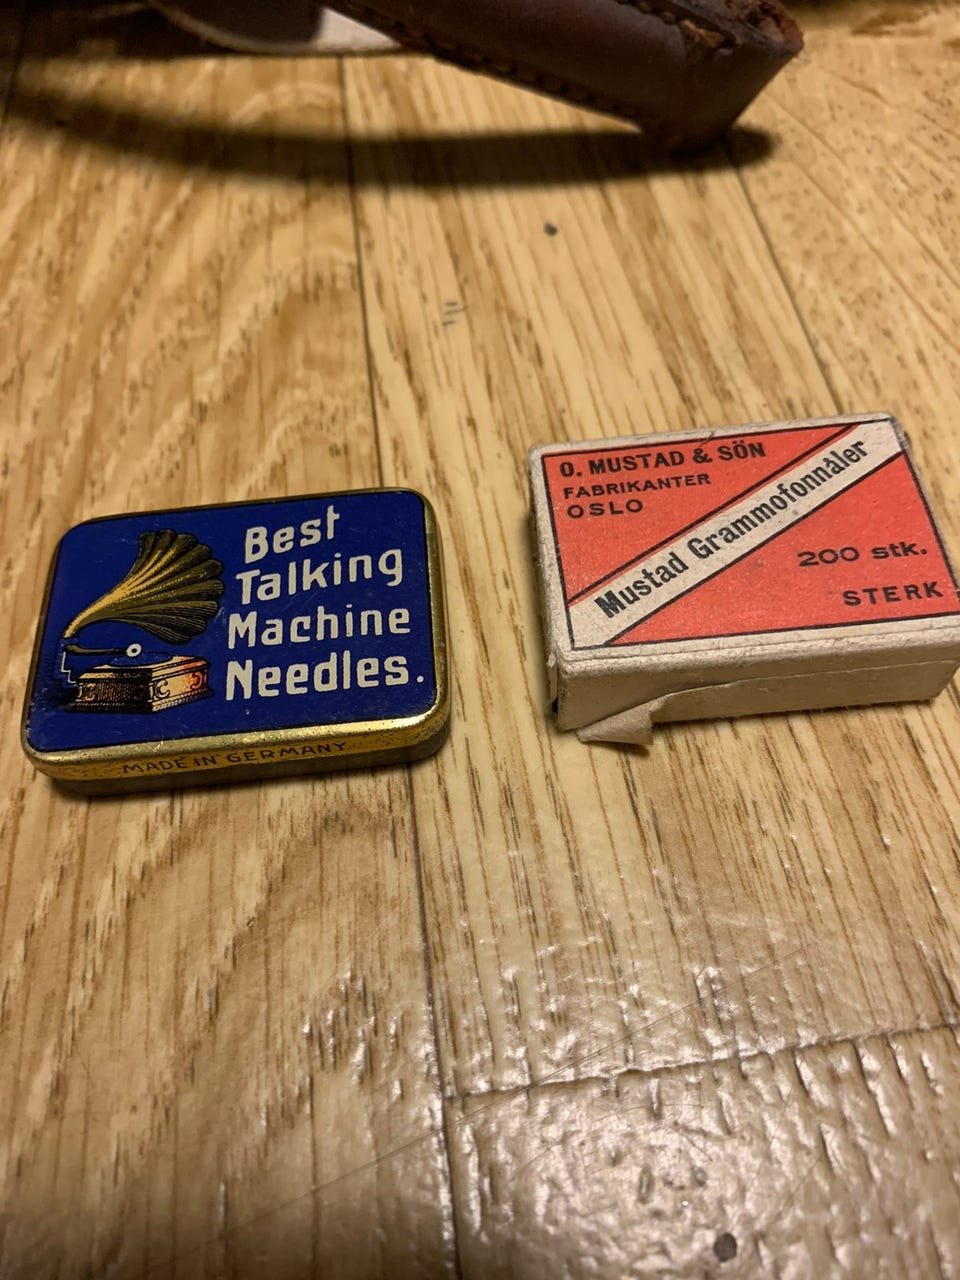 Best
Talking
Machine
Needles.
MADE IN GERMANY
O. MUSTAD & SÖN
FABRIKANTER
OSLO
Mustad Grammofonnåler
200 stk.
STERK